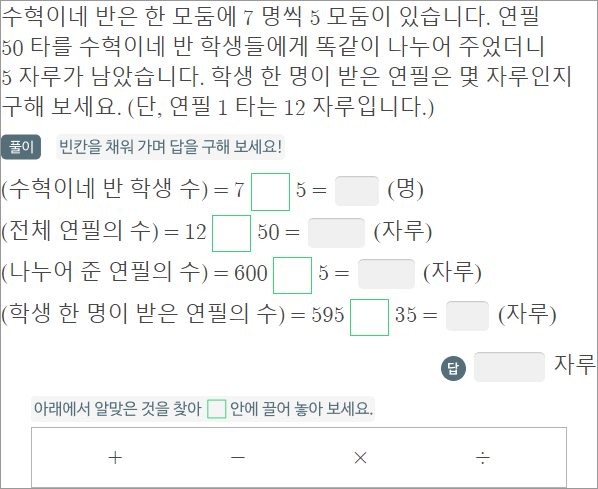 수혁이네 반은 한 모둠에 7 명씩 5 모둠이 있습니다. 연필
50 타를 수혁이네 반 학생들에게 똑같이 나누어 주었더니
5 자루가 남았습니다. 학생 한 명이 받은 연필은 몇 자루인지
구해 보세요. (단, 연필 1 타는 12 자루입니다.)
풀이 빈칸을 채워 가며 답을 구해 보세요!
(수혁이네 반 학생 수) = 7 □ 5 = (명)
(전체 연필의 수) = 12 □ 50 = (자루)
(나누어 준 연필의 수) = 600 □ 5 = (자루)
(학생 한 명이 받은 연필의 수) = 595 □ 35 = (자루)
답 자루
아래에서 알맞은 것을 찾아 □ 안에 끌어 놓아 보세요.
+ − × ÷